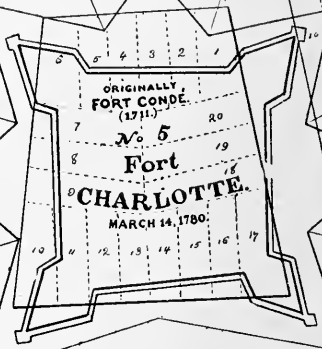 6 5 4 3 2 1
ORIGINALLY,
FORT CONDE.
(1711.)
7 No 5 20
8 Fort 19
9 18
CHARLOTTE.
MARCH 14, 1780.
10 11 12 13 14 15 16 17